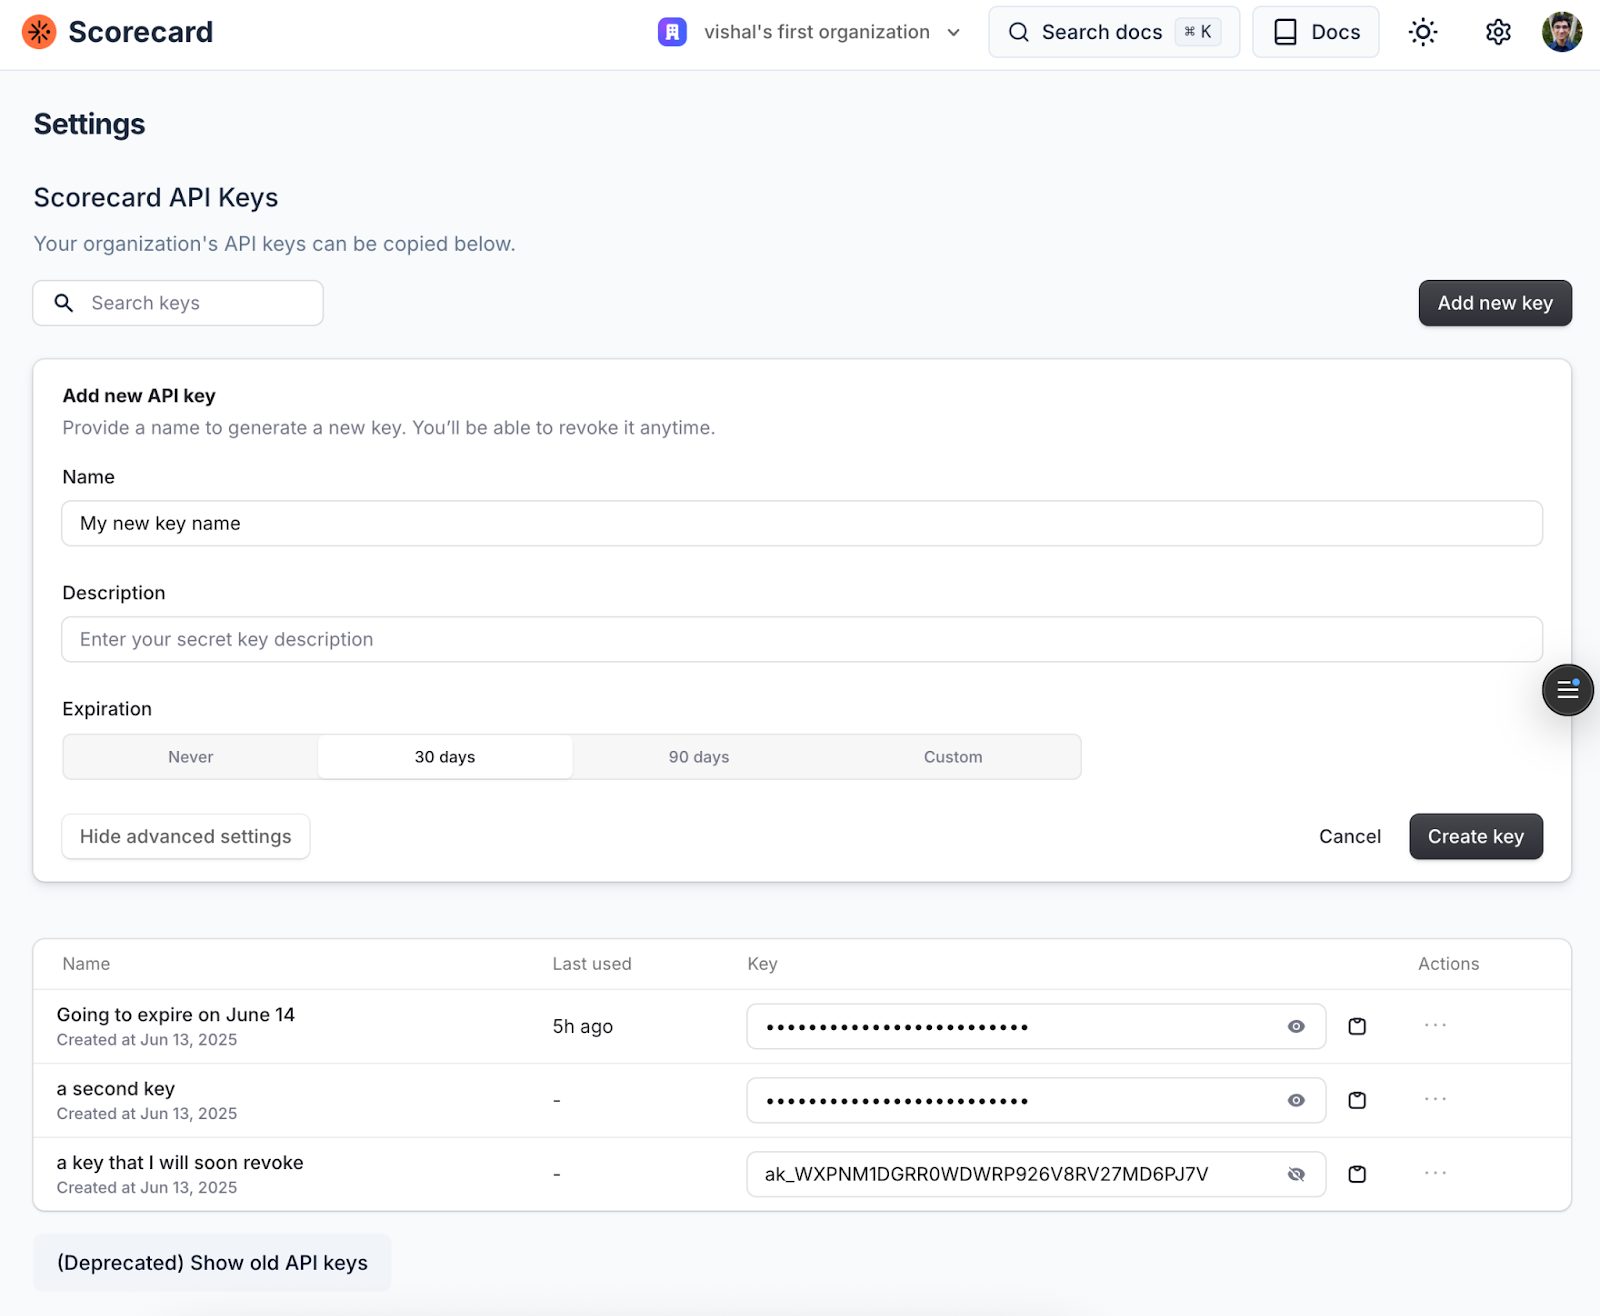 Scorecard
vishal's first organization
Search docs ⌘ K
Docs
Settings
Scorecard API Keys
Your organization's API keys can be copied below.
Search keys
Add new key
Add new API key
Provide a name to generate a new key. You’ll be able to revoke it anytime.
Name
My new key name
Description
Enter your secret key description
Expiration
Never 30 days 90 days Custom
Hide advanced settings
Cancel
Create key
Name Last used Key Actions
Going to expire on June 14
Created at Jun 13, 2025
5h ago
a second key
Created at Jun 13, 2025
-
a key that I will soon revoke
Created at Jun 13, 2025
-
ak_WXPNM1DGRR0WDWRP926V8RV27MD6PJ7V
(Deprecated) Show old API keys